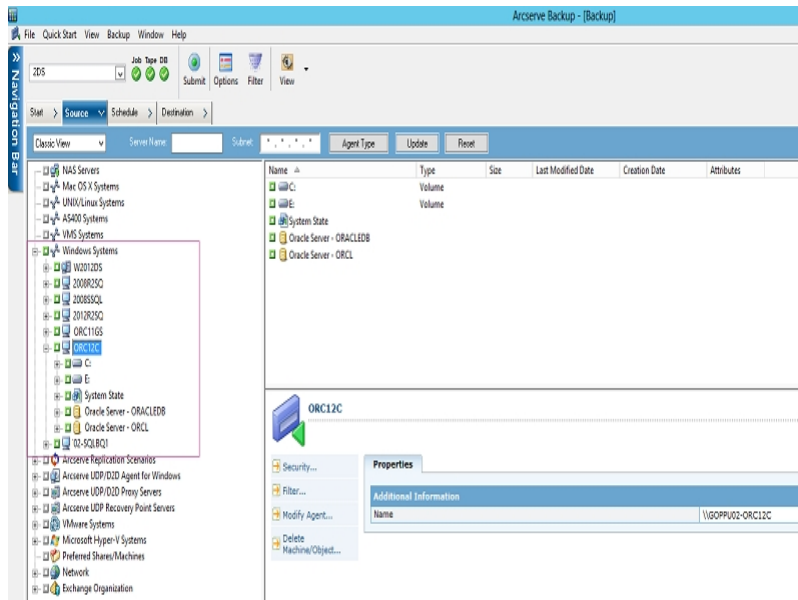 Arcserve Backup - [Backup]
File Quick Start View Backup Window Help
Navigation Bar
2DS
Job Tape DB
Submit Options Filter View
Start > Source Schedule > Destination >
Classic View Server Name: Subnet: * . * . * . * Agent Type Update Reset
NAS Servers
Mac OS X Systems
UNIX/Linux Systems
AS400 Systems
VMS Systems
Windows Systems
W2012DS
2008R2SQ
2008SSQL
2012R2SQ
ORC11GS
ORC12C
C:
E:
System State
Oracle Server - ORACLEDB
Oracle Server - ORCL
02-SQLBQ1
Arcserve Replication Scenarios
Arcserve UDP/D2D Agent for Windows
Arcserve UDP/D2D Proxy Servers
Arcserve UDP Recovery Point Servers
VMware Systems
Microsoft Hyper-V Systems
Preferred Shares/Machines
Network
Exchange Organization
Name Type Size Last Modified Date Creation Date Attributes
C: Volume
E: Volume
System State
Oracle Server - ORACLEDB
Oracle Server - ORCL
ORC12C
Security...
Filter...
Modify Agent...
Delete
Machine/Object...
Properties
Additional Information
Name \\GOPPU02-ORC12C